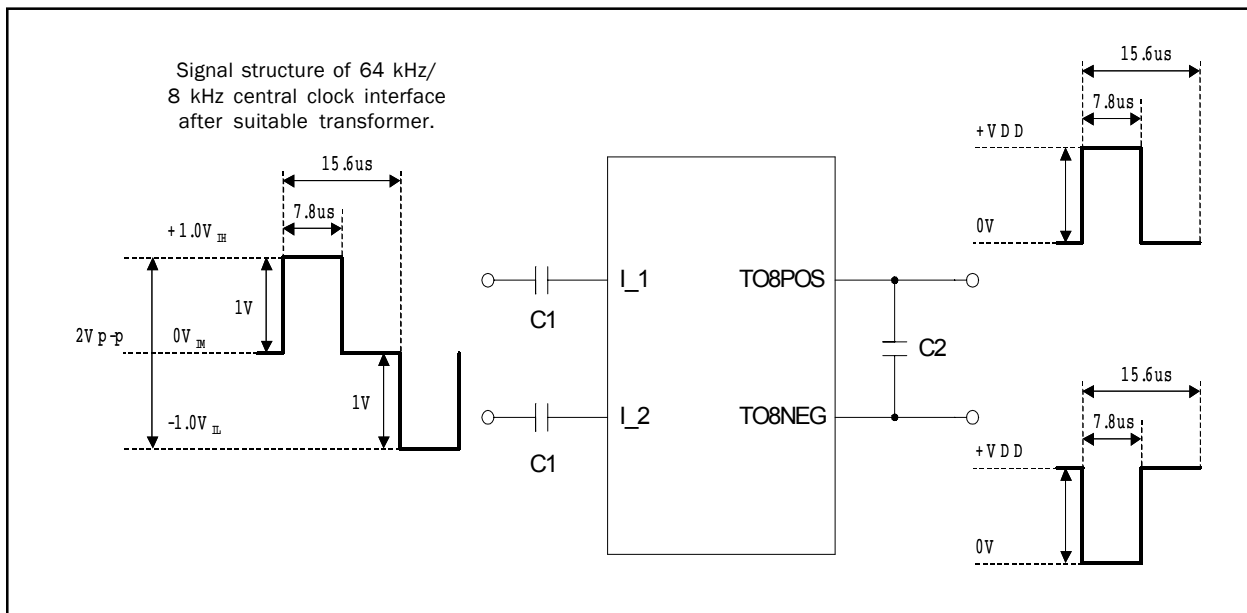 Signal structure of 64 kHz/
8 kHz central clock interface
after suitable transformer.
15.6us
7.8us
+1.0V IH
1V
2Vp-p
0V IM
1V
-1.0V IL
C1
C1
I_1
I_2
TO8POS
TO8NEG
C2
15.6us
7.8us
+VDD
0V
15.6us
7.8us
+VDD
0V